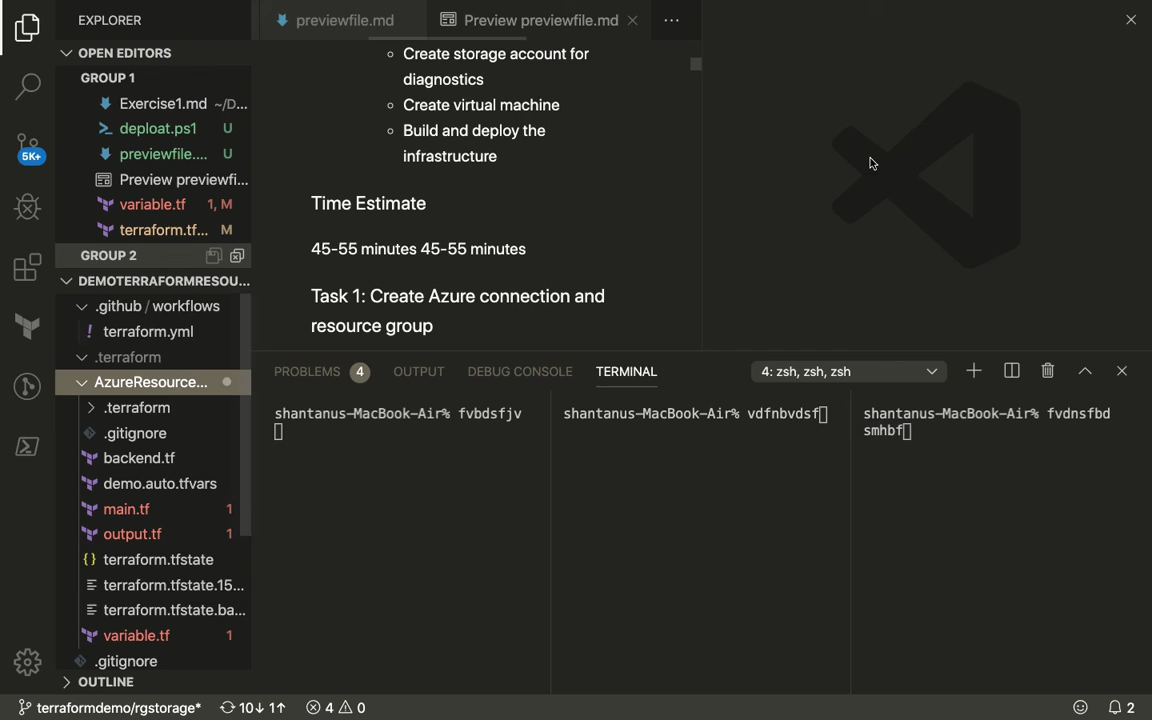 EXPLORER
previewfile.md
Preview previewfile.md
OPEN EDITORS
GROUP 1
Exercise1.md ~/D...
deploat.ps1 U
previewfile.... U
Preview previewfi...
variable.tf 1, M
terraform.tf... M
GROUP 2
DEMOTERRAFORMRESOU...
.github / workflows
! terraform.yml
.terraform
AzureResource...
.terraform
.gitignore
backend.tf
demo.auto.tfvars
main.tf 1
output.tf 1
{} terraform.tfstate
terraform.tfstate.15...
terraform.tfstate.ba...
variable.tf 1
.gitignore
OUTLINE
5K+
Create storage account for
diagnostics
Create virtual machine
Build and deploy the
infrastructure
Time Estimate
45-55 minutes 45-55 minutes
Task 1: Create Azure connection and
resource group
PROBLEMS 4 OUTPUT DEBUG CONSOLE TERMINAL 4: zsh, zsh, zsh
shantanus-MacBook-Air% fvbdsfjv
shantanus-MacBook-Air% vdfnbvdsf
shantanus-MacBook-Air% fvdnsfbd
smhbf
terraformdemo/rgstorage* 10↓ 1↑ 4 0 2